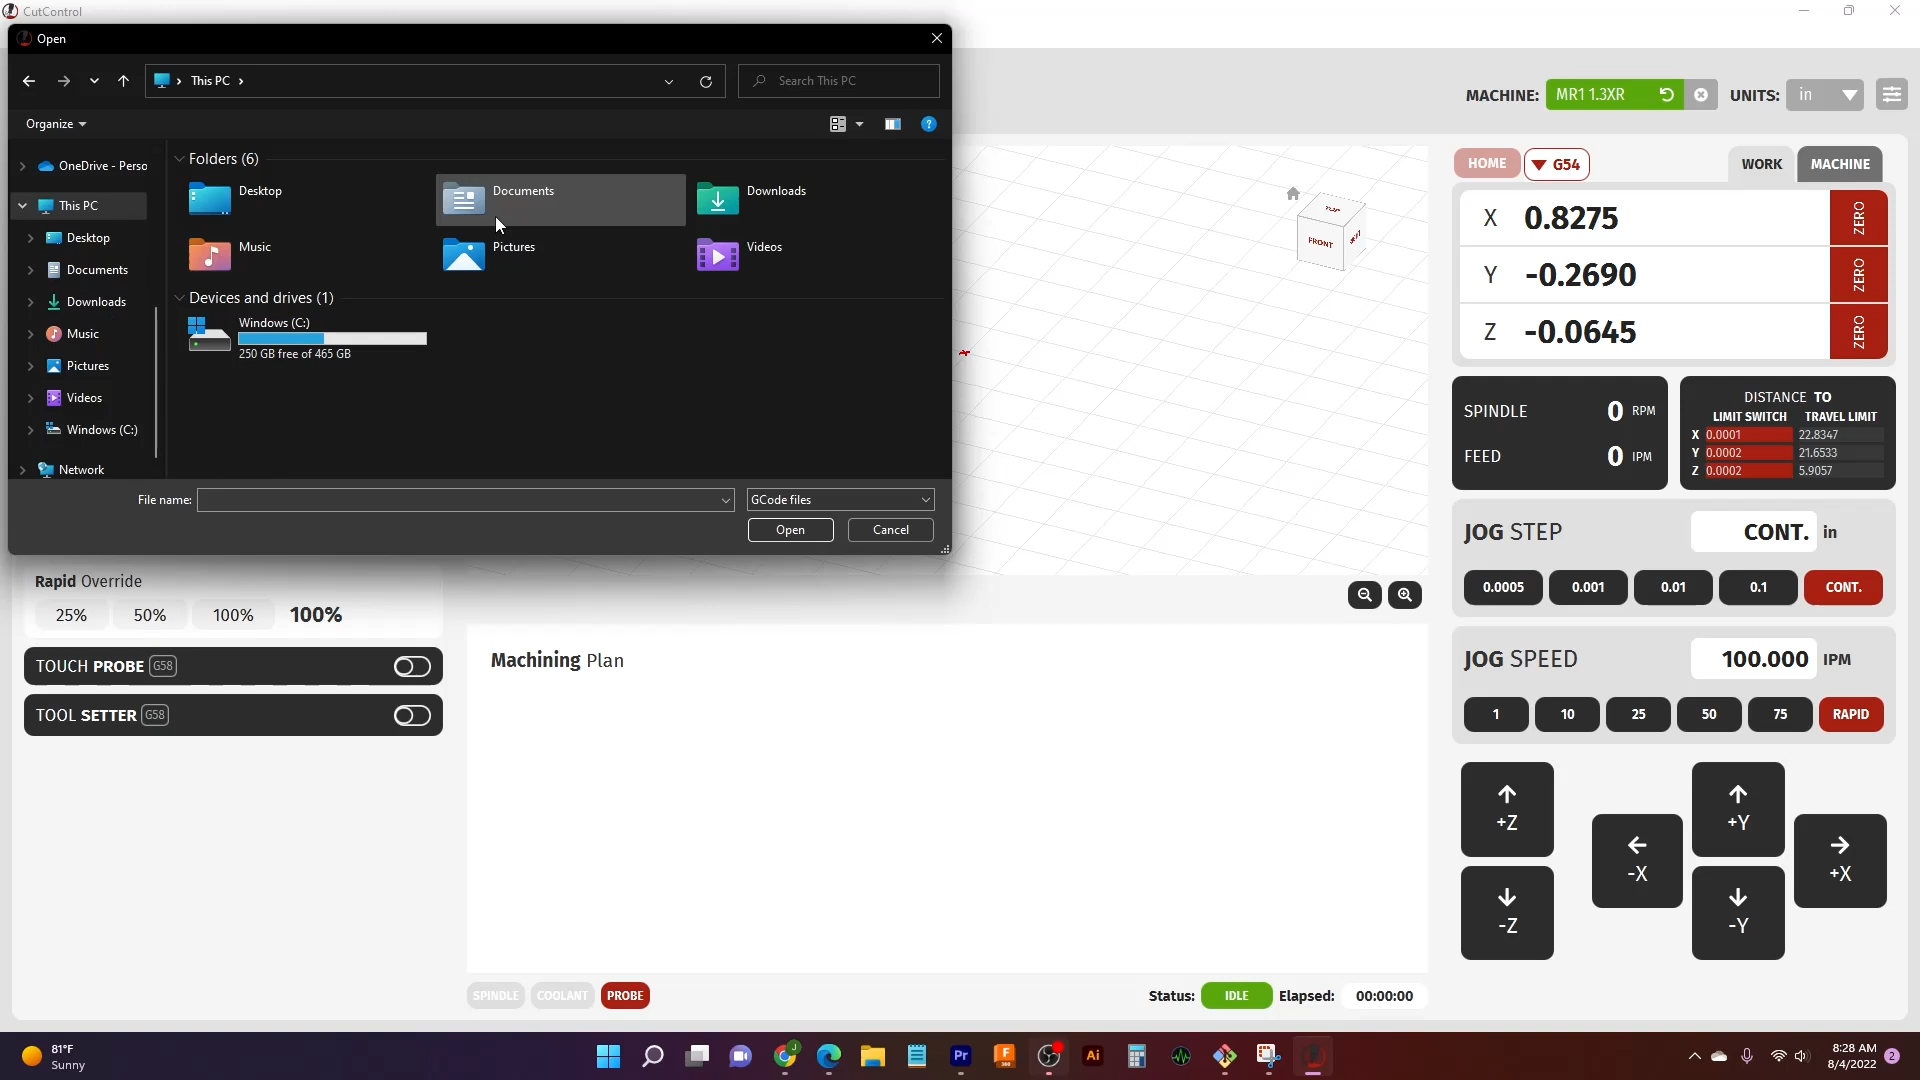 CutControl
Open
This PC
Search This PC
Organize
OneDrive - Perso
This PC
Desktop
Documents
Downloads
Music
Pictures
Videos
Windows (C:)
Network
Folders (6)
Desktop
Documents
Downloads
Music
Pictures
Videos
Devices and drives (1)
Windows (C:)
250 GB free of 465 GB
File name:
GCode files
Open
Cancel
MACHINE:
MR1 1.3XR
UNITS:
in
HOME
G54
WORK
MACHINE
TOP
FRONT
X
0.8275
ZERO
Y
-0.2690
ZERO
Z
-0.0645
ZERO
SPINDLE
0 RPM
FEED
0 IPM
DISTANCE TO
LIMIT SWITCH TRAVEL LIMIT
X 0.0001 22.8347
Y 0.0002 21.6533
Z 0.0002 5.9057
JOG STEP
CONT. in
0.0005 0.001 0.01 0.1 CONT.
JOG SPEED
100.000 IPM
1 10 25 50 75 RAPID
+Z
-Z
-X
+Y
-Y
+X
Rapid Override
25% 50% 100% 100%
TOUCH PROBE G58
TOOL SETTER G58
Machining Plan
SPINDLE COOLANT PROBE
Status: IDLE Elapsed: 00:00:00
81°F
Sunny
Pr
F
Ai
8:28 AM
8/4/2022
2